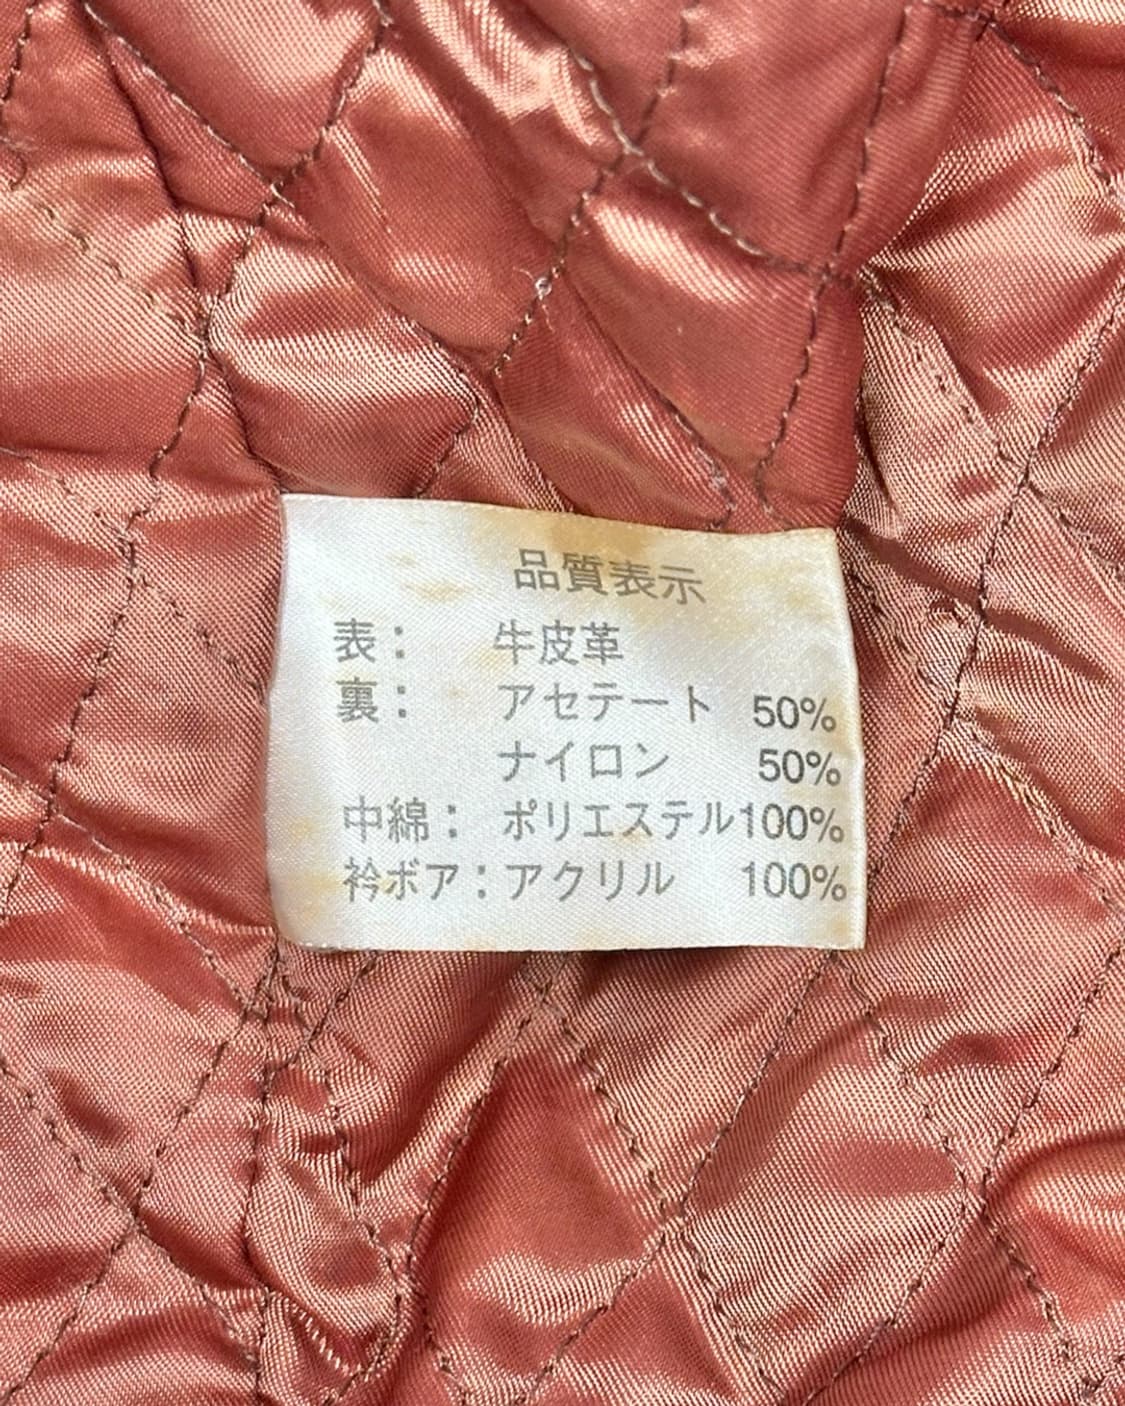 品質表示
表： 牛皮革
裏： アセテート 50%
ナイロン 50%
中綿： ポリエステル100%
衿ボア：アクリル 100%